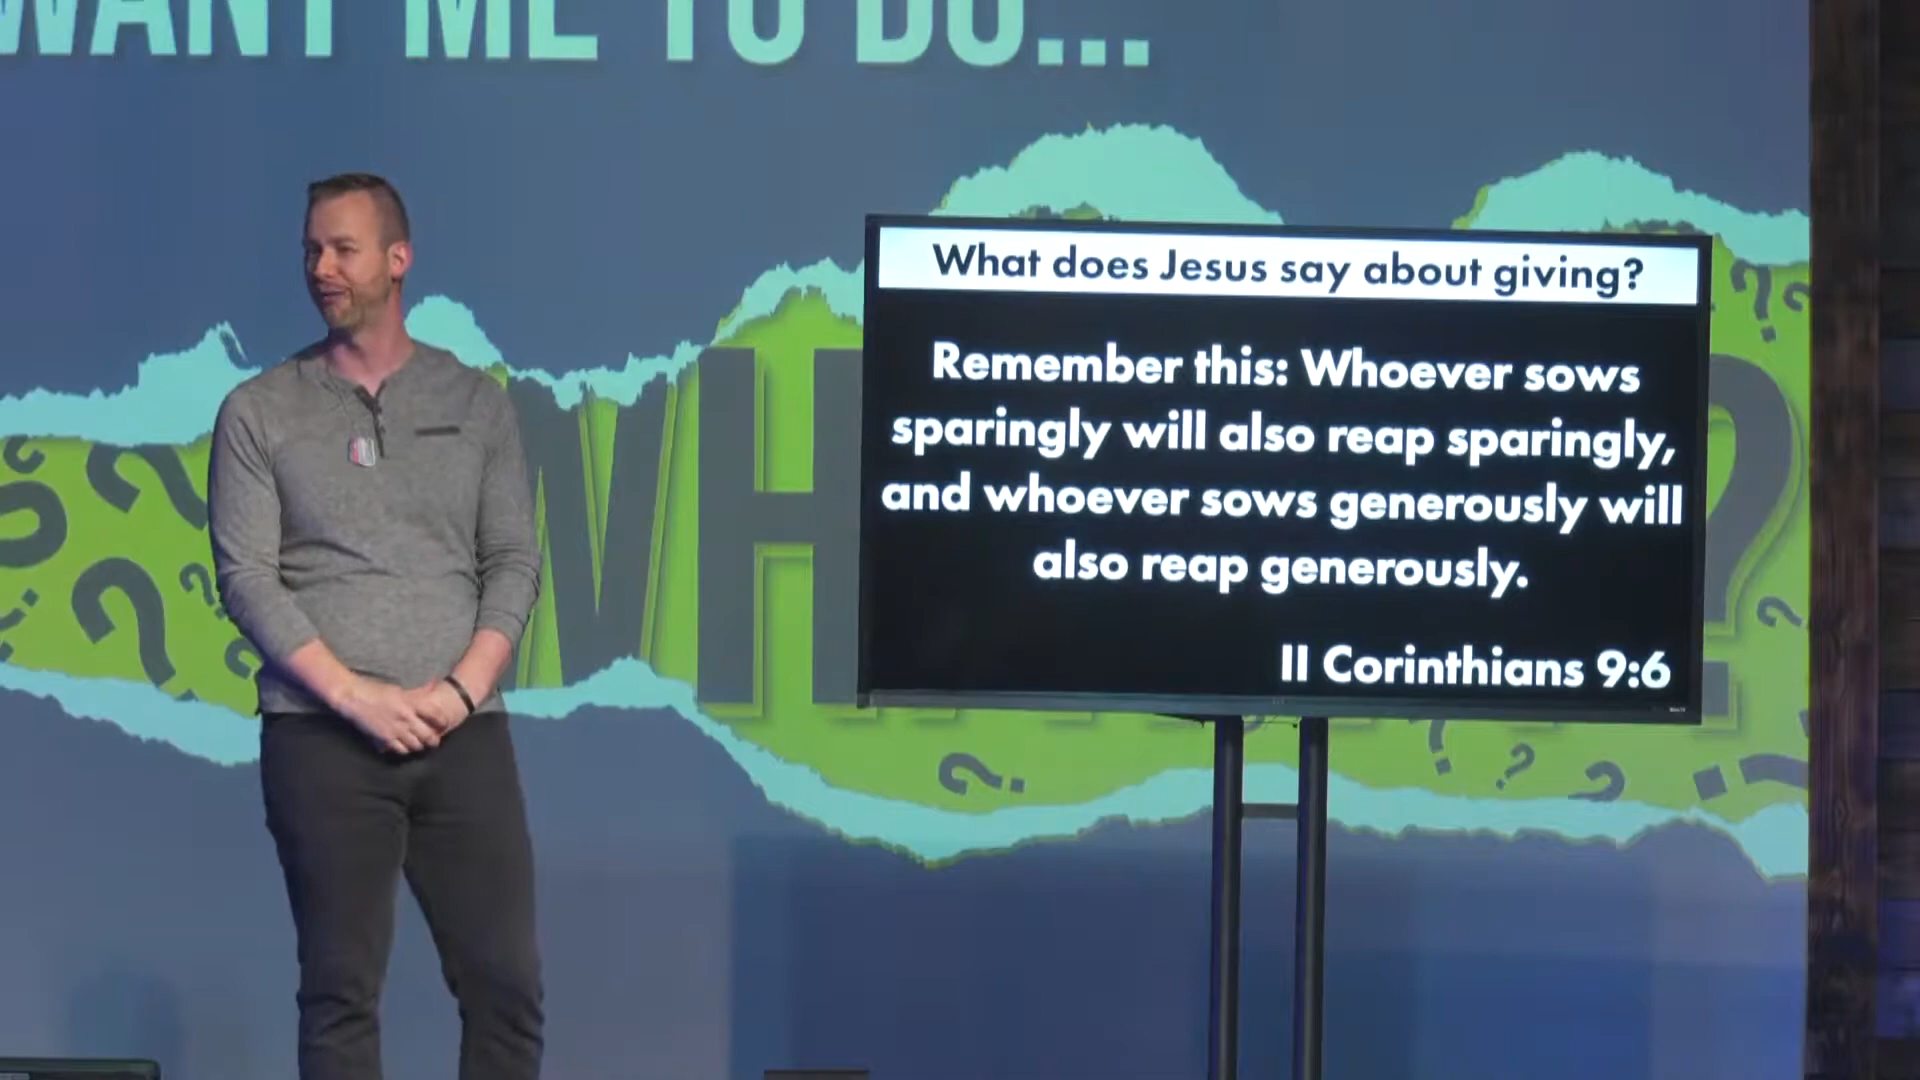 WANT ME TO DO...
What does Jesus say about giving?
Remember this: Whoever sows
sparingly will also reap sparingly,
and whoever sows generously will
also reap generously.
II Corinthians 9:6